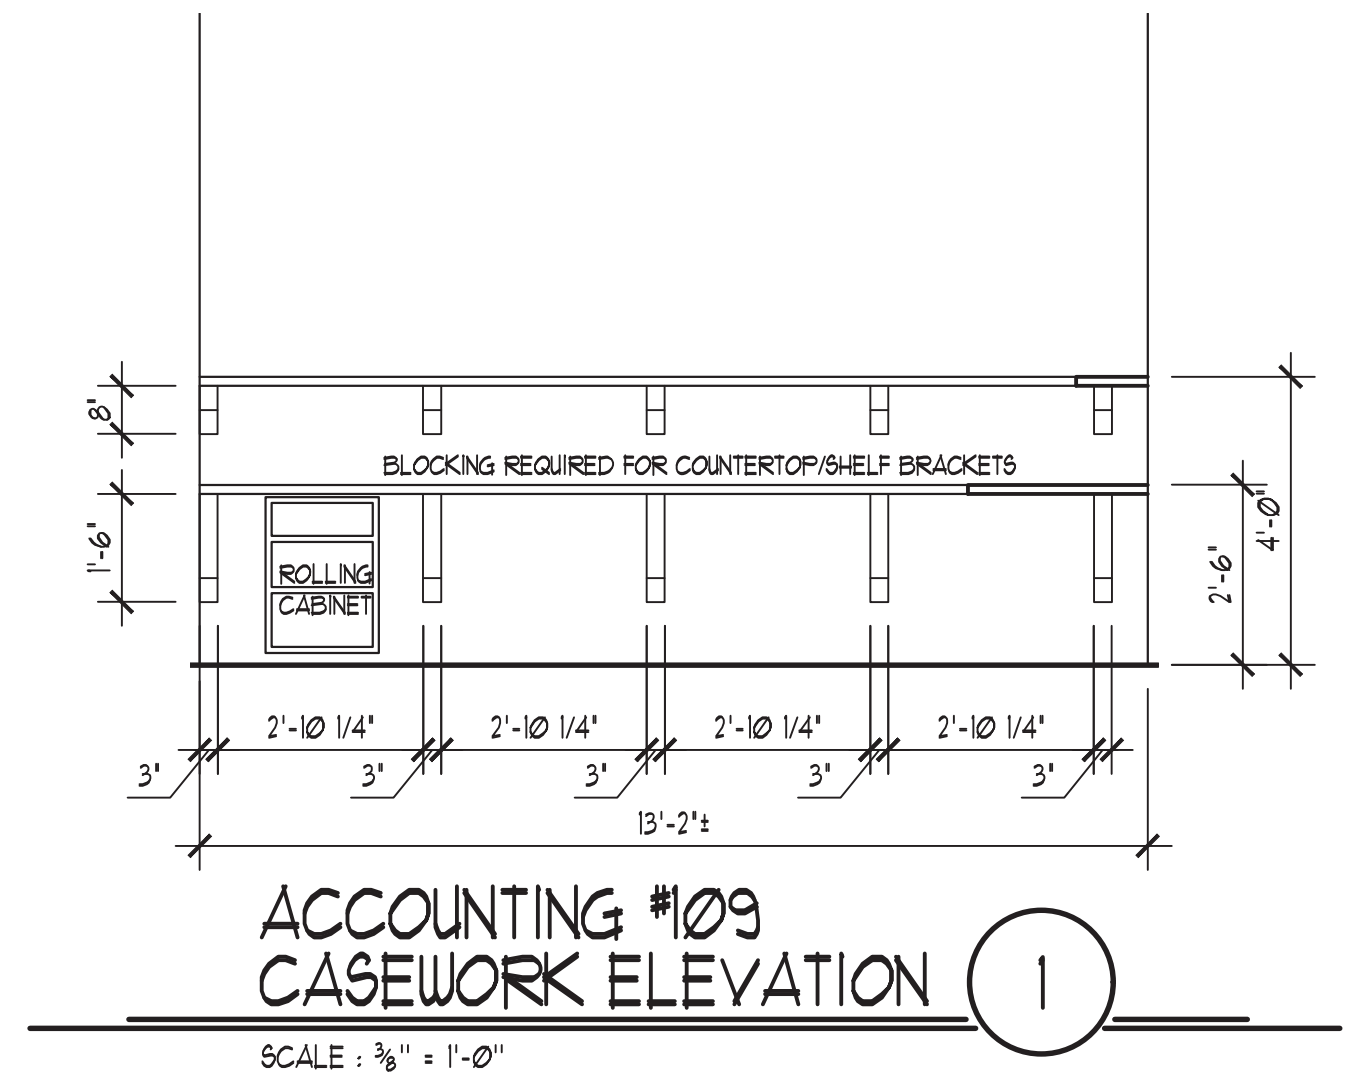 8"
BLOCKING REQUIRED FOR COUNTERTOP/SHELF BRACKETS
1'-6"
ROLLING
CABINET
2'-6"
4'-0"
2'-10 1/4" 2'-10 1/4" 2'-10 1/4" 2'-10 1/4"
3" 3" 3" 3" 3"
13'-2"±
ACCOUNTING #109
CASEWORK ELEVATION
1
SCALE : 3/8" = 1'-0"